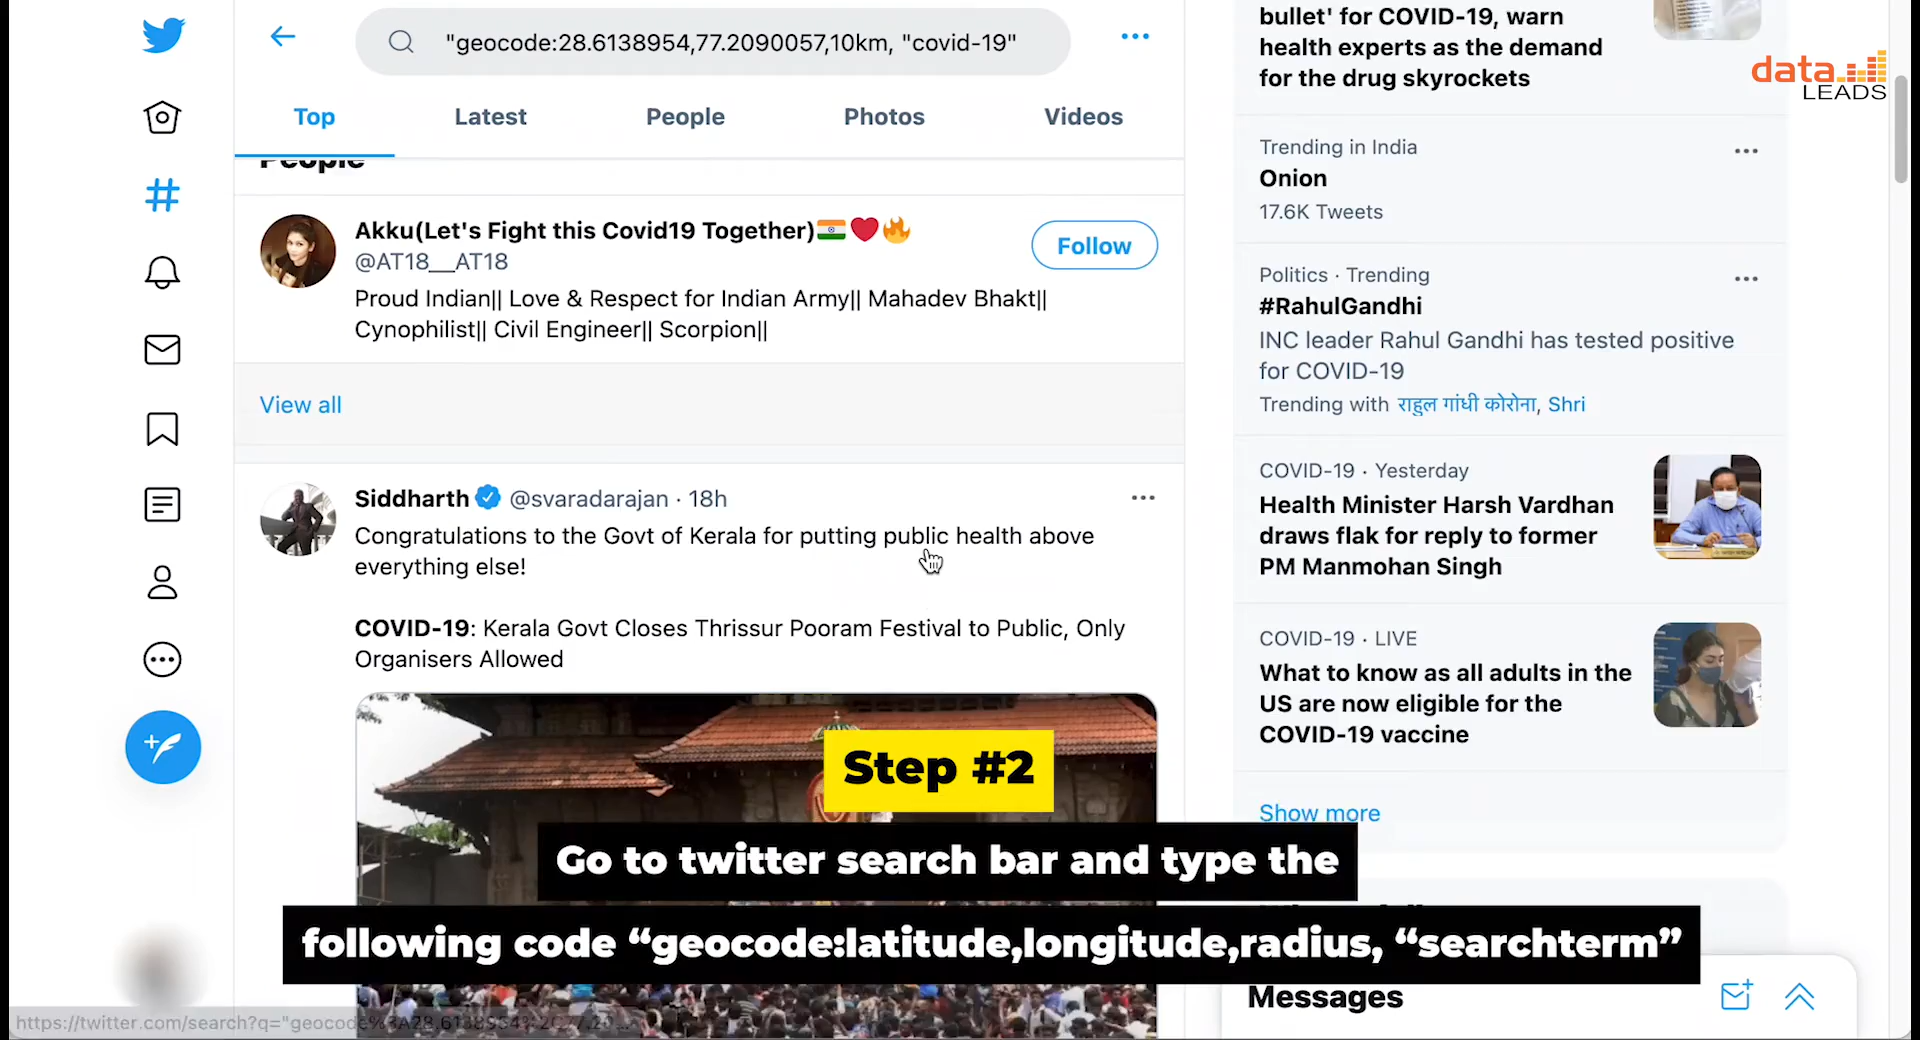 "geocode:28.6138954,77.2090057,10km, "covid-19"
Top
Latest
People
Photos
Videos
People
Akku(Let's Fight this Covid19 Together)🇮🇳❤️🔥
@AT18__AT18
Follow
Proud Indian|| Love & Respect for Indian Army|| Mahadev Bhakt||
Cynophilist|| Civil Engineer|| Scorpion||
View all
Siddharth @svaradarajan · 18h
Congratulations to the Govt of Kerala for putting public health above
everything else!
COVID-19: Kerala Govt Closes Thrissur Pooram Festival to Public, Only
Organisers Allowed
bullet' for COVID-19, warn
health experts as the demand
for the drug skyrockets
data
LEADS
Trending in India
Onion
17.6K Tweets
Politics · Trending
#RahulGandhi
INC leader Rahul Gandhi has tested positive
for COVID-19
Trending with राहुल गांधी कोरोना, Shri
COVID-19 · Yesterday
Health Minister Harsh Vardhan
draws flak for reply to former
PM Manmohan Singh
COVID-19 · LIVE
What to know as all adults in the
US are now eligible for the
COVID-19 vaccine
Show more
Step #2
Go to twitter search bar and type the
following code “geocode:latitude,longitude,radius, “searchterm”
Messages
https://twitter.com/search?q="geocode%3A28.6138954%2C77.20...